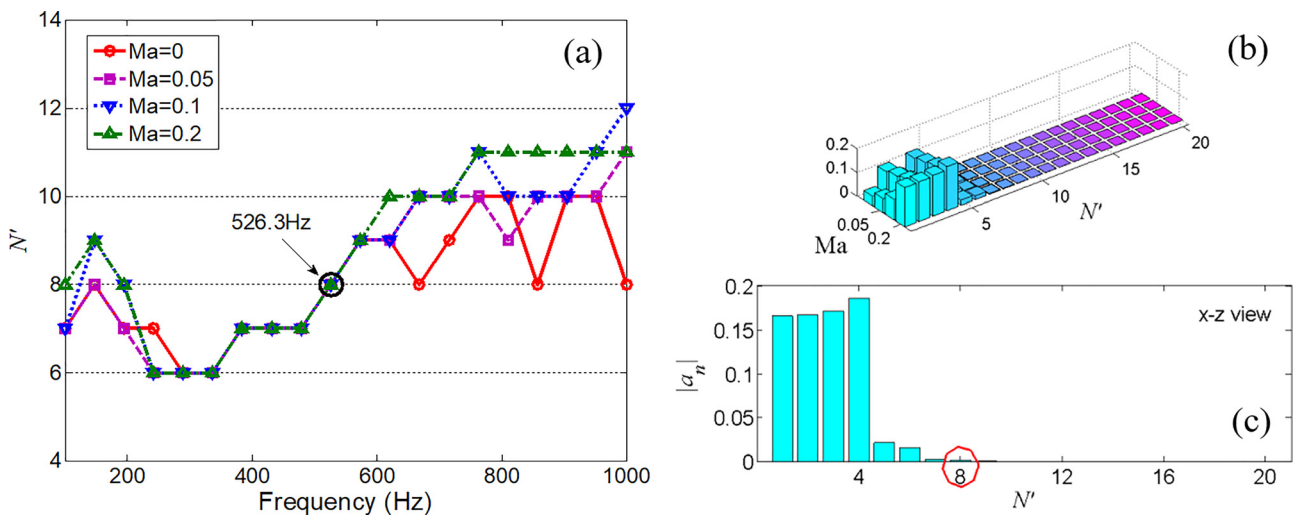 (a)
14
12
10
8
6
4
N'
Ma=0
Ma=0.05
Ma=0.1
Ma=0.2
526.3Hz
200
400
600
800
1000
Frequency (Hz)
(b)
0.2
0.1
0
0.05
0.2
Ma
5
10
15
20
N'
(c)
x-z view
0.2
0.15
0.1
0.05
0
|aₙ|
4
8
12
16
20
N'